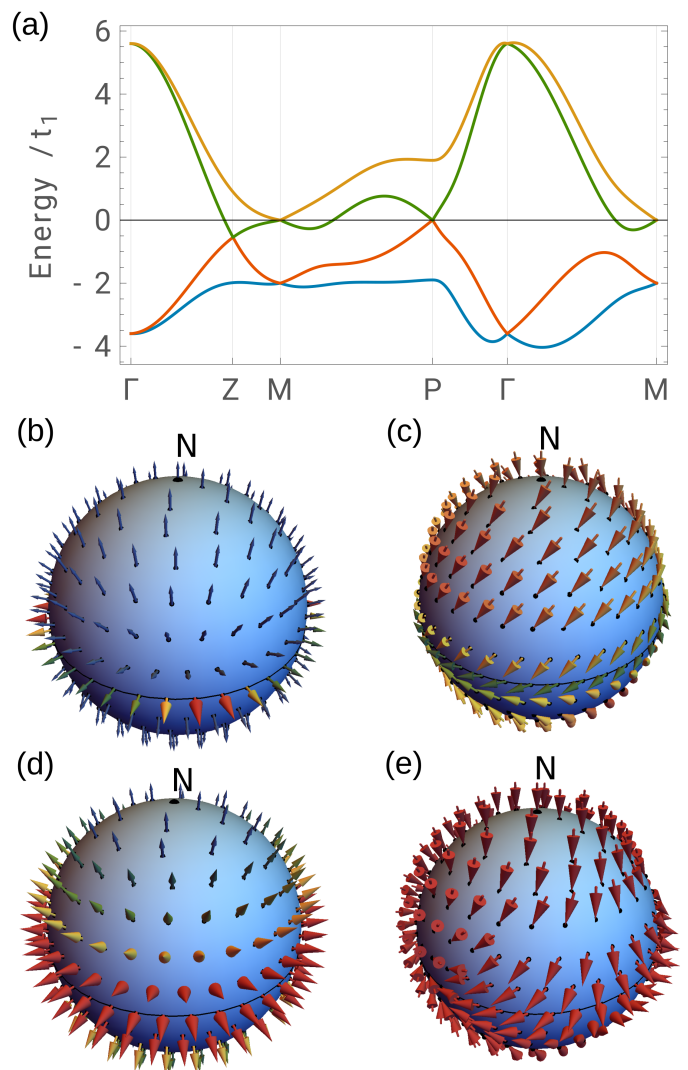 (a)
6
4
2
0
- 2
- 4
Energy / t1
Γ Z M P Γ M
(b) N
(c) N
(d) N
(e) N